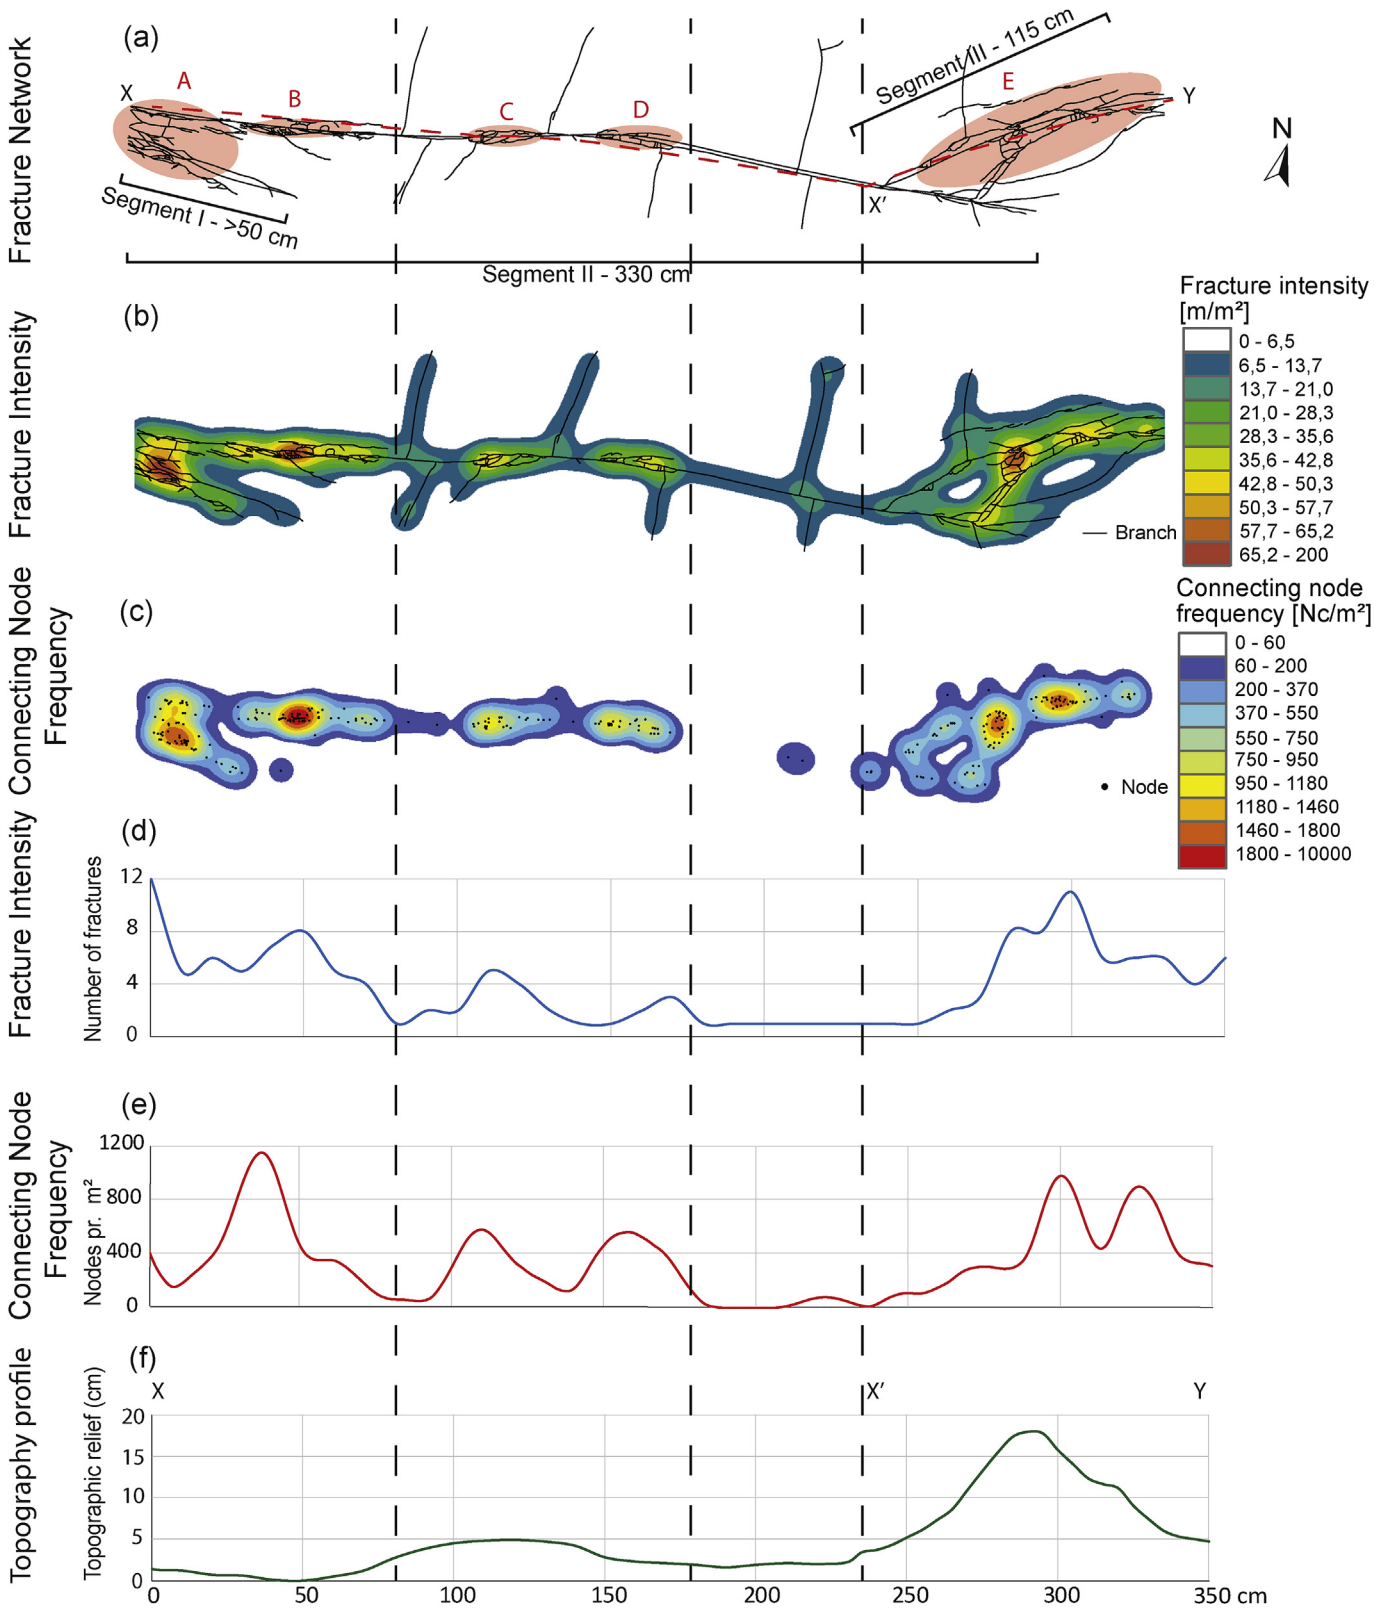 Fracture Network
(a)
A
B
C
D
E
X
Y
X′
N
Segment I - >50 cm
Segment II - 330 cm
Segment III - 115 cm
Fracture Intensity
(b)
Branch
Fracture intensity
[m/m²]
0 - 6,5
6,5 - 13,7
13,7 - 21,0
21,0 - 28,3
28,3 - 35,6
35,6 - 42,8
42,8 - 50,3
50,3 - 57,7
57,7 - 65,2
65,2 - 200
Connecting Node
Frequency
(c)
Node
Connecting node
frequency [Nc/m²]
0 - 60
60 - 200
200 - 370
370 - 550
550 - 750
750 - 950
950 - 1180
1180 - 1460
1460 - 1800
1800 - 10000
Fracture Intensity
(d)
Number of fractures
12
8
4
0
Connecting Node
Frequency
(e)
Nodes pr. m²
1200
800
400
0
Topography profile
(f)
Topographic relief (cm)
X
X′
Y
20
15
10
5
0
0 50 100 150 200 250 300 350 cm